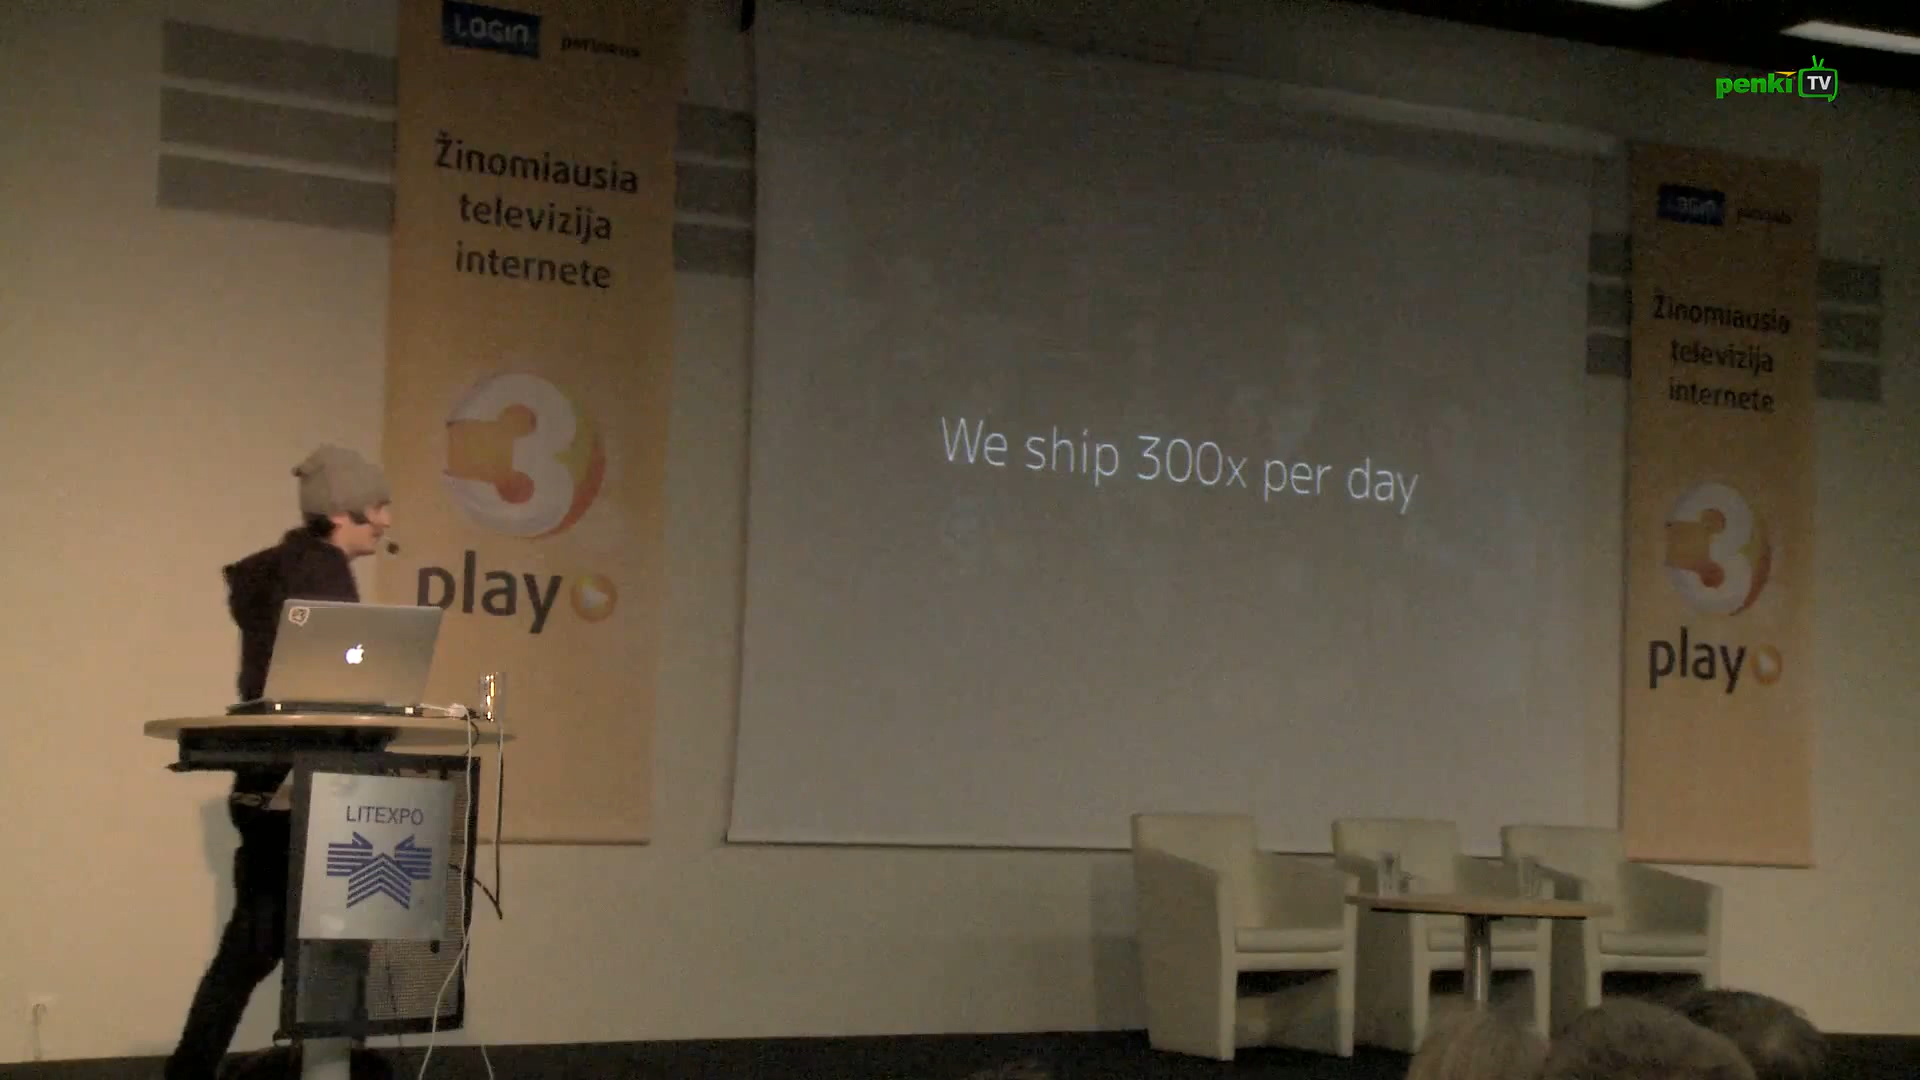 LOGIN partneris
Žinomiausia
televizija
internete
3
play
We ship 300x per day
penki TV
LOGIN
Žinomiausia
televizija
internete
3
play
LITEXPO